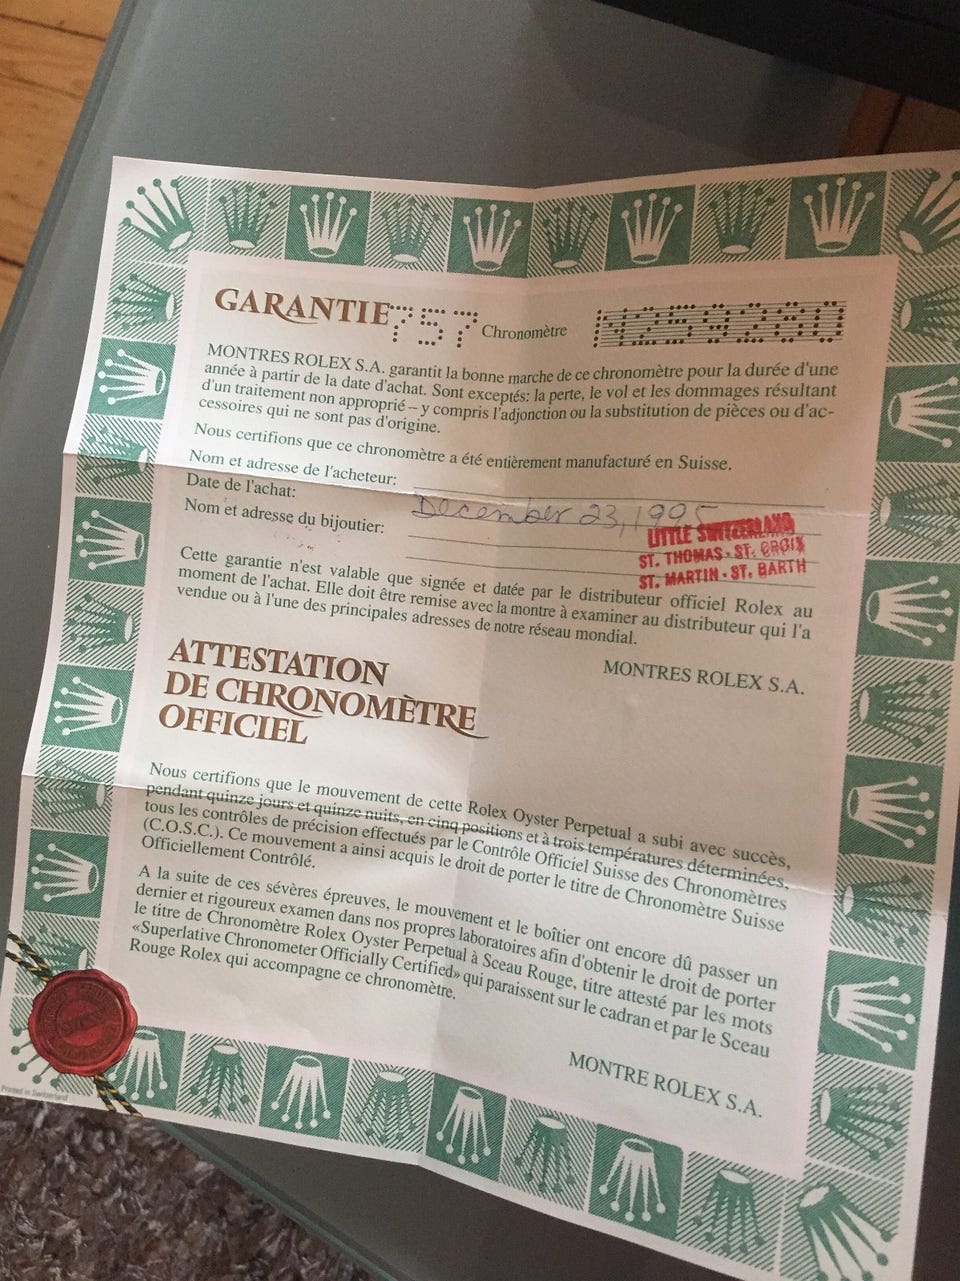 GARANTIE 757 Chronomètre
MONTRES ROLEX S.A. garantit la bonne marche de ce chronomètre pour la durée d'une
année à partir de la date d'achat. Sont exceptés: la perte, le vol et les dommages résultant
d'un traitement non approprié – y compris l'adjonction ou la substitution de pièces ou d'ac-
cessoires qui ne sont pas d'origine.
Nous certifions que ce chronomètre a été entièrement manufacturé en Suisse.
Nom et adresse de l'acheteur:
Date de l'achat: December 23, 1995
Nom et adresse du bijoutier:
LITTLE SWITZERLAND
ST. THOMAS - ST. CROIX
ST. MARTIN - ST. BARTH
Cette garantie n'est valable que signée et datée par le distributeur officiel Rolex au
moment de l'achat. Elle doit être remise avec la montre à examiner au distributeur qui l'a
vendue ou à l'une des principales adresses de notre réseau mondial.
MONTRES ROLEX S.A.
ATTESTATION
DE CHRONOMÈTRE
OFFICIEL
Nous certifions que le mouvement de cette Rolex Oyster Perpetual a subi avec succès,
pendant quinze jours et quinze nuits, en cinq positions et à trois températures déterminées,
tous les contrôles de précision effectués par le Contrôle Officiel Suisse des Chronomètres
(C.O.S.C.). Ce mouvement a ainsi acquis le droit de porter le titre de Chronomètre Suisse
Officiellement Contrôlé.
A la suite de ces sévères épreuves, le mouvement et le boîtier ont encore dû passer un
dernier et rigoureux examen dans nos propres laboratoires afin d'obtenir le droit de porter
le titre de Chronomètre Rolex Oyster Perpetual à Sceau Rouge, titre attesté par les mots
«Superlative Chronometer Officially Certified» qui paraissent sur le cadran et par le Sceau
Rouge Rolex qui accompagne ce chronomètre.
MONTRE ROLEX S.A.
Printed in Switzerland